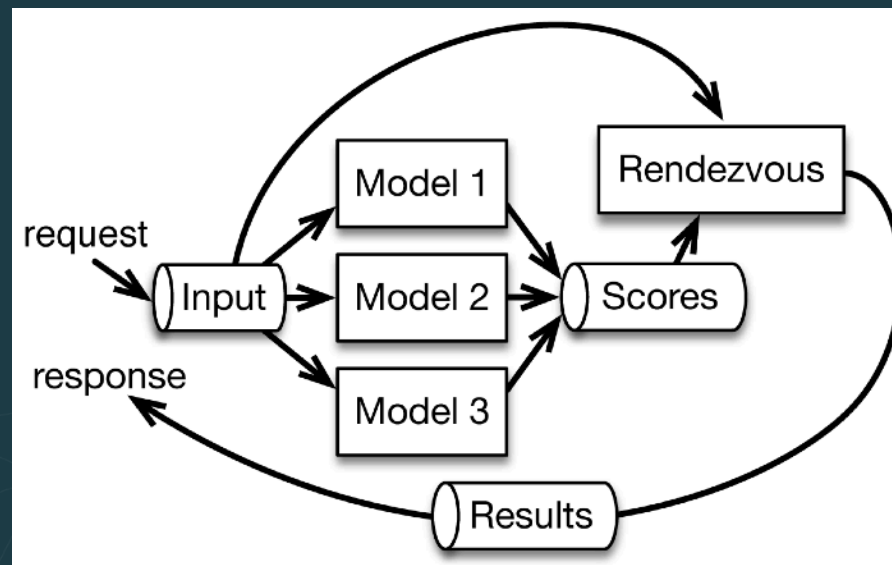 Rendezvous
Model 1
request
Input
Model 2
Scores
response
Model 3
Results